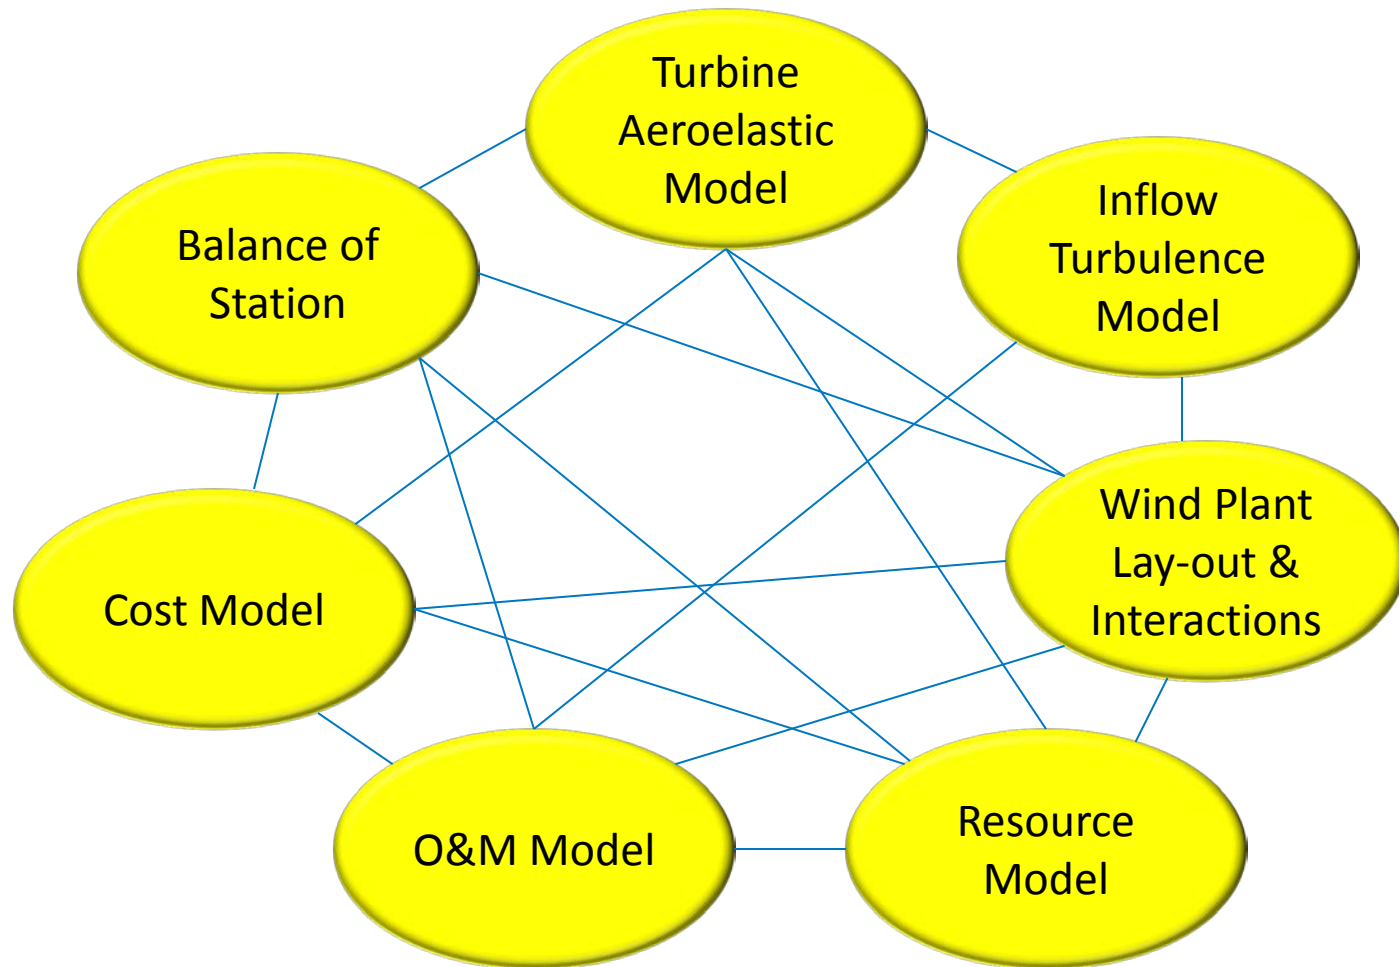 Turbine
Aeroelastic
Model
Inflow
Turbulence
Model
Balance of
Station
Wind Plant
Lay-out &
Interactions
Cost Model
O&M Model
Resource
Model